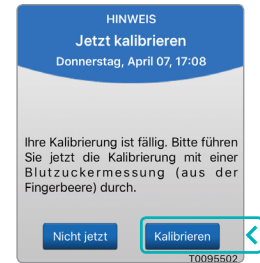 HINWEIS
Jetzt kalibrieren
Donnerstag, April 07, 17:08
Ihre Kalibrierung ist fällig. Bitte führen
Sie jetzt die Kalibrierung mit einer
Blutzuckermessung (aus der
Fingerbeere) durch.
Nicht jetzt
Kalibrieren
T0095502